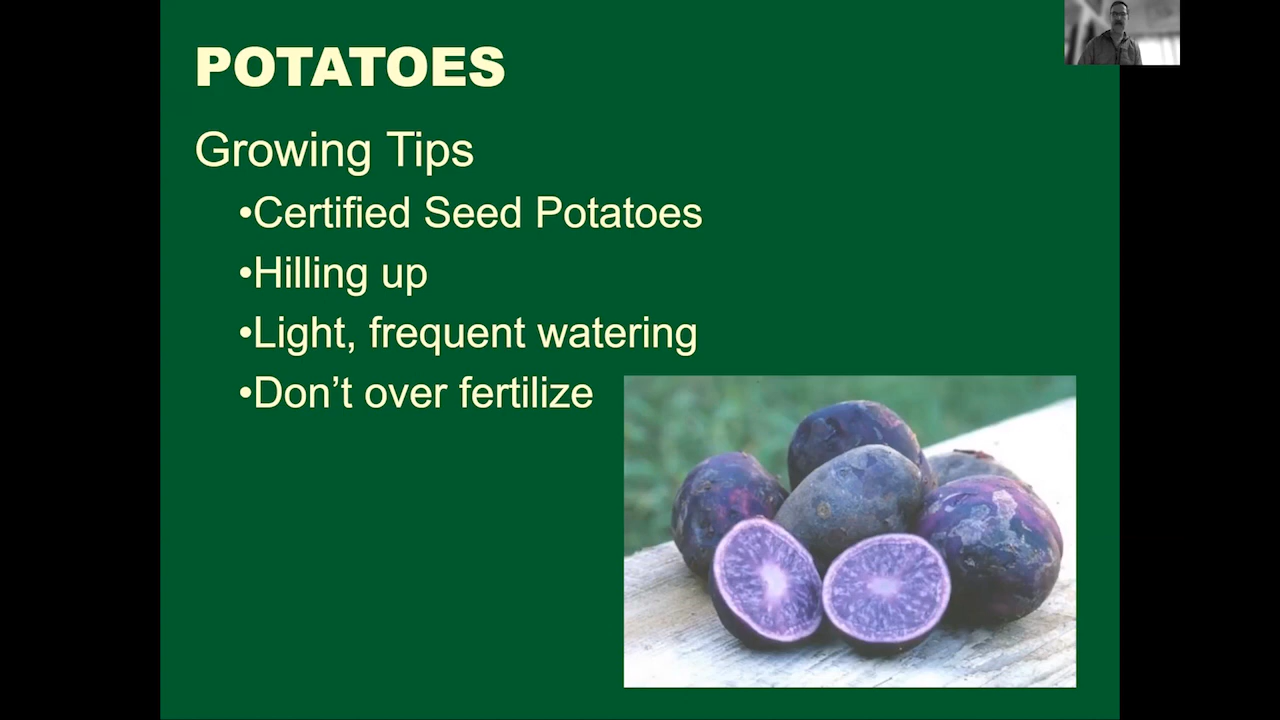 POTATOES
Growing Tips
•Certified Seed Potatoes
•Hilling up
•Light, frequent watering
•Don’t over fertilize